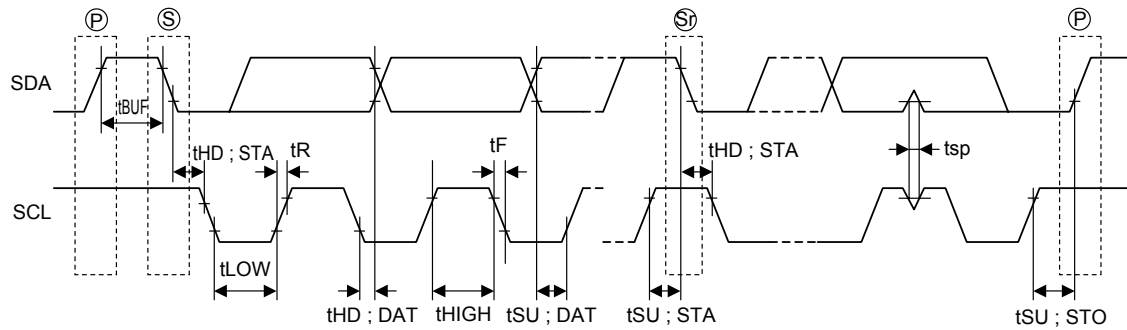 P S Sr P
SDA
tBUF
tHD ; STA tR tF tHD ; STA tsp
SCL
tLOW
tHD ; DAT tHIGH tSU ; DAT tSU ; STA tSU ; STO